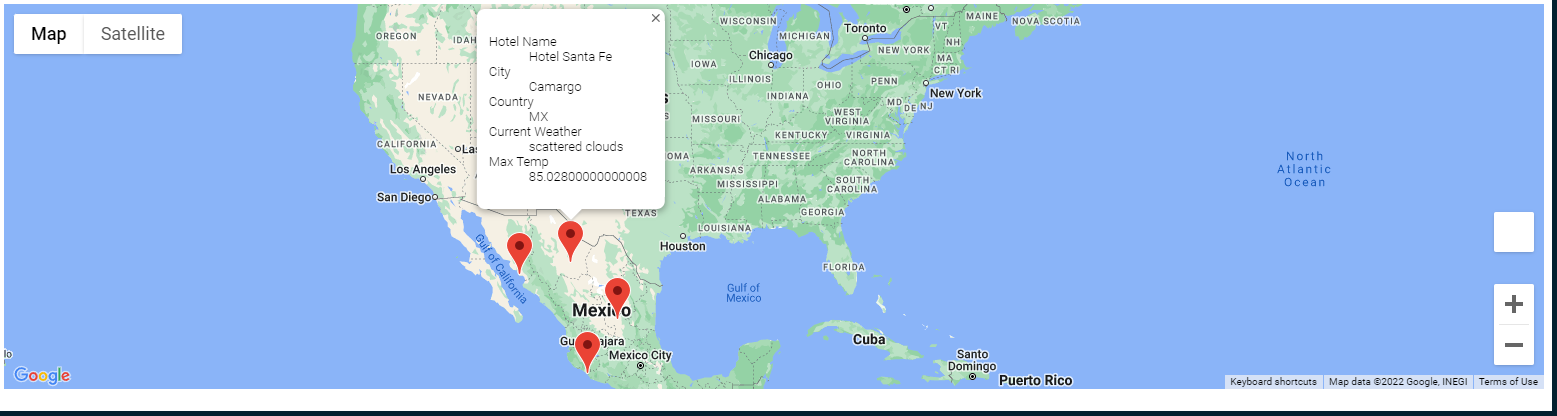 Map
Satellite
×
Hotel Name
Hotel Santa Fe
City
Camargo
Country
MX
Current Weather
scattered clouds
Max Temp
85.02800000000008
OREGON
IDAH
NEVADA
CALIFORNIA
Las
Los Angeles
San Diego
Gulf of California
WISCONSIN
MICHIGAN
Toronto
VT
MAINE
NOVA SCOTIA
NH
NEW YORK
MA
CT RI
Chicago
IOWA
ILLINOIS
INDIANA
OHIO
PENN
New York
MD
DE NJ
s
S
MISSOURI
WEST
VIRGINIA
KENTUCKY
VIRGINIA
OMA
TENNESSEE
NORTH
CAROLINA
ARKANSAS
MISSISSIPPI
SOUTH
CAROLINA
ALABAMA
TEXAS
GEORGIA
LOUISIANA
Houston
FLORIDA
Gulf of
Mexico
North
Atlantic
Ocean
Mexico
Guadalajara
Mexico City
Cuba
Santo
Domingo
Puerto Rico
lo
Google
Keyboard shortcuts
Map data ©2022 Google, INEGI
Terms of Use